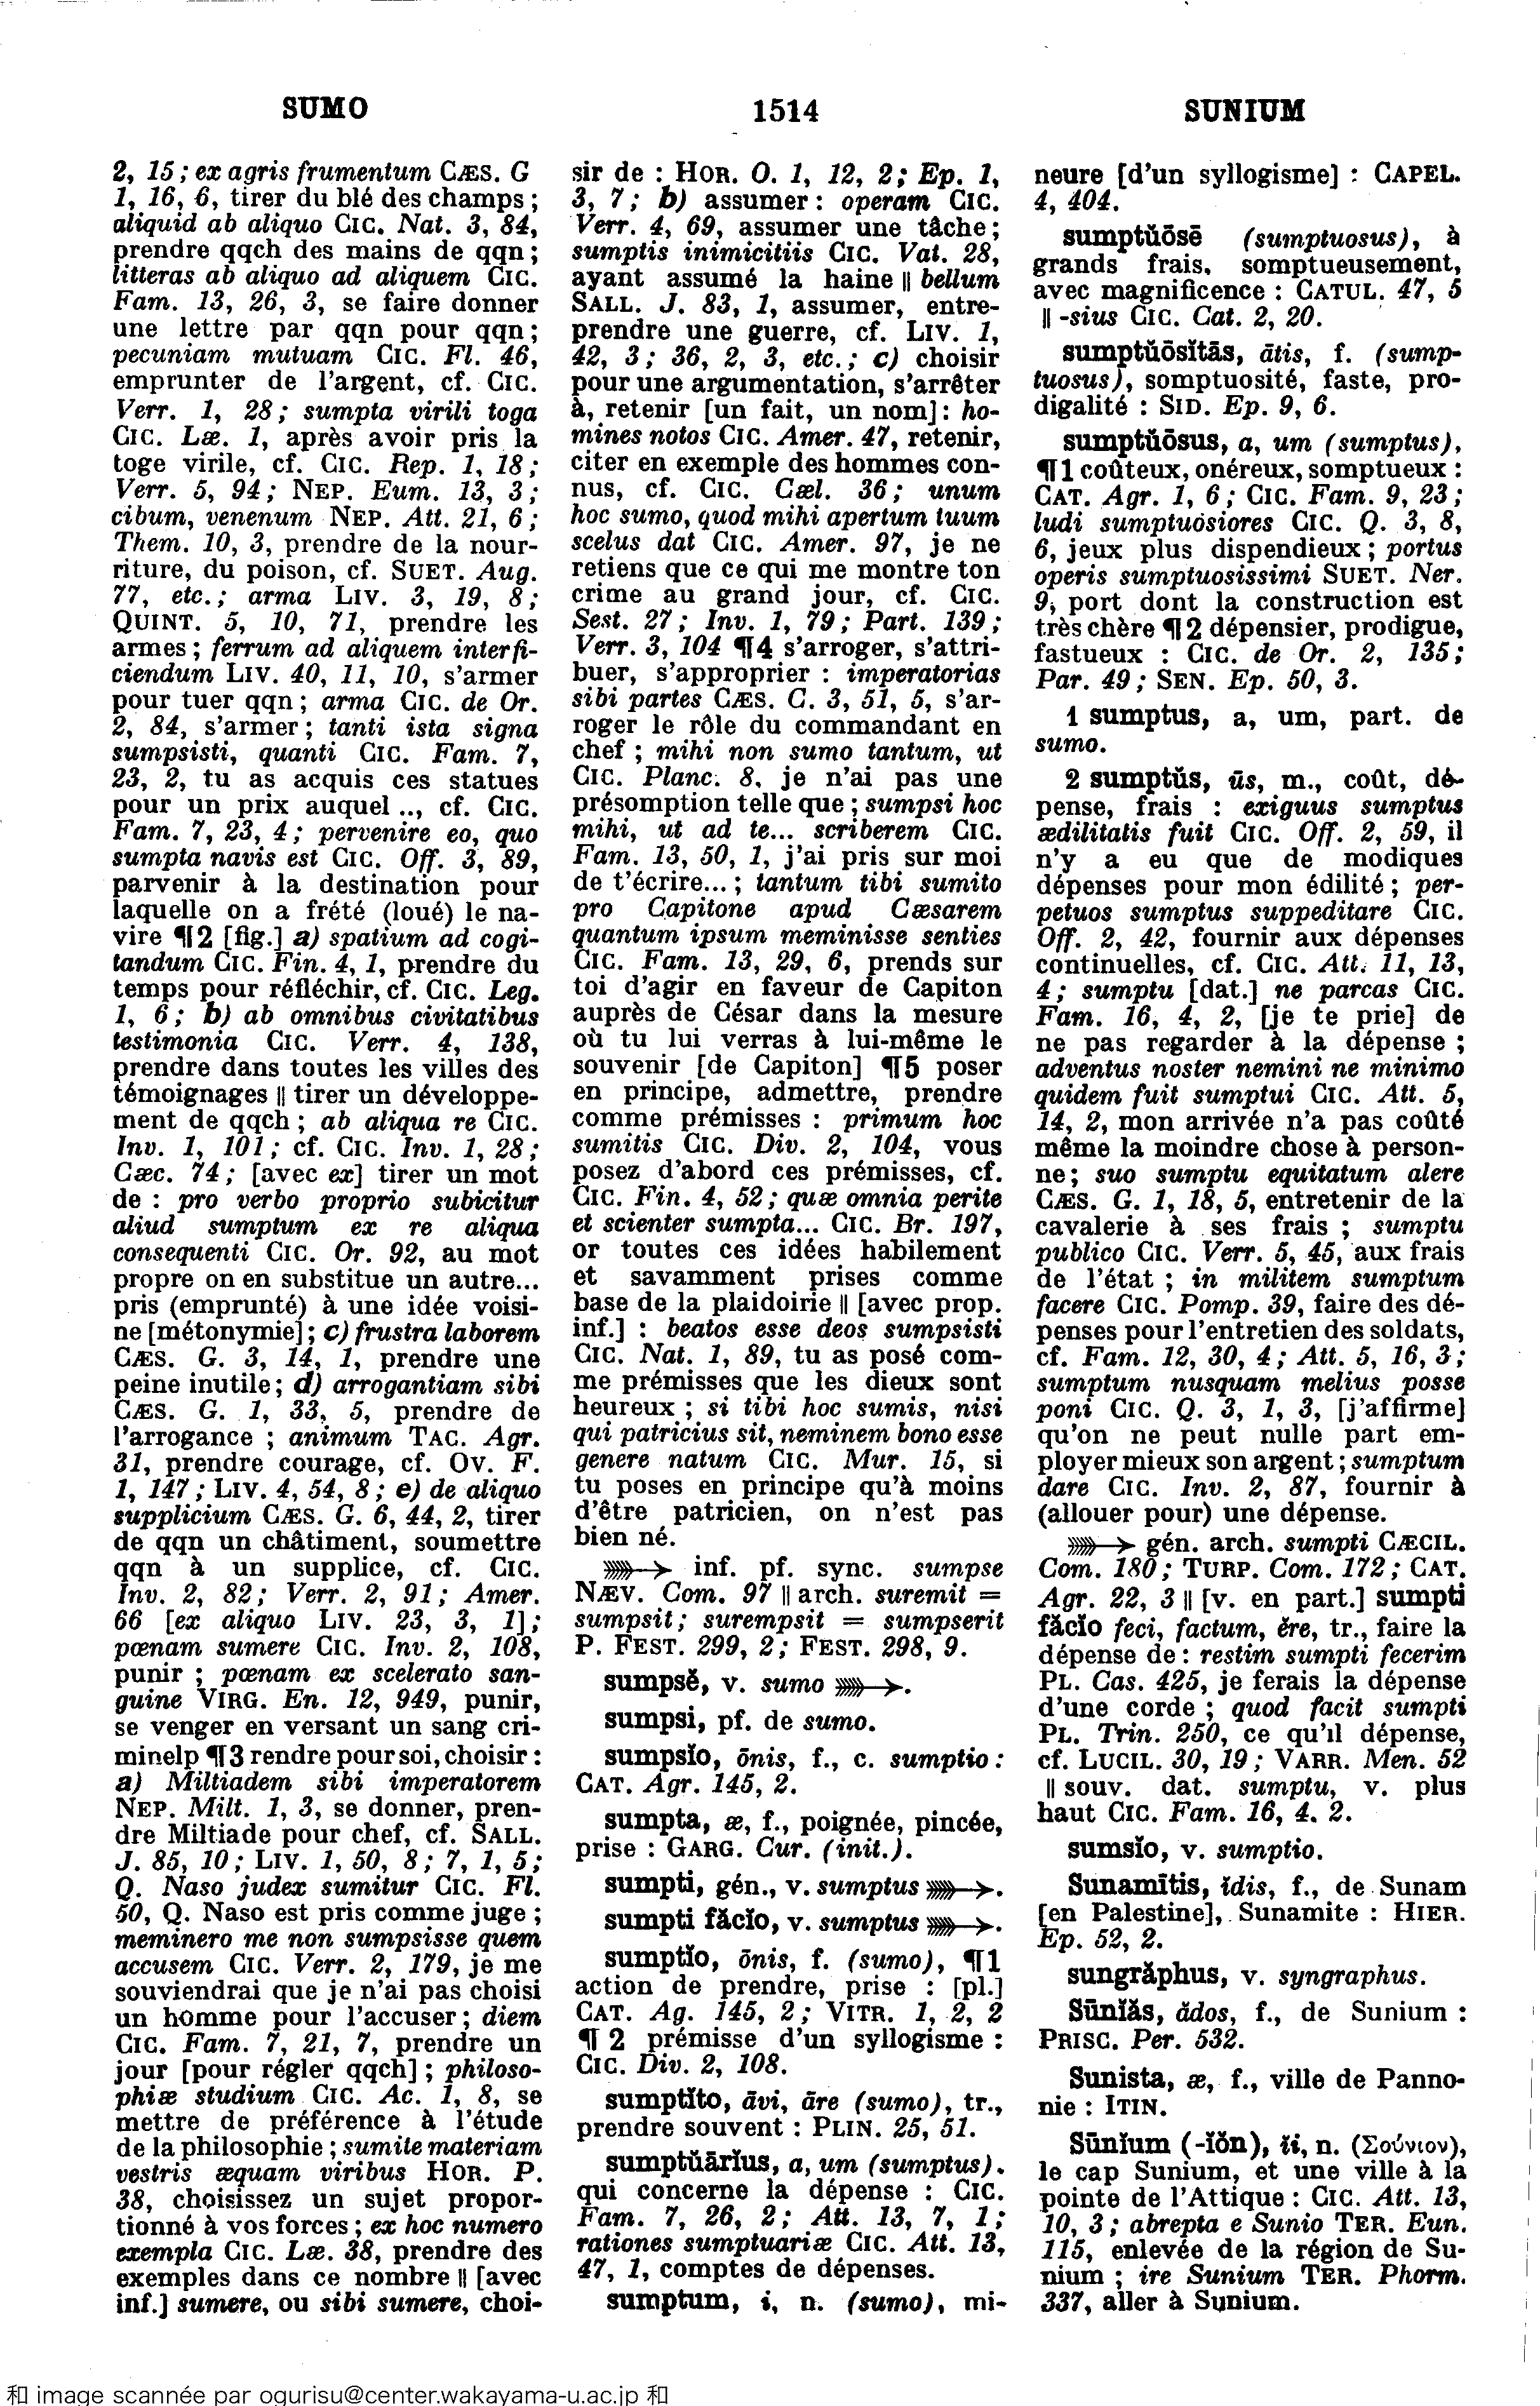 SUMO 1514 SUNIUM
2, 15 ; ex agris frumentum CÆS. G
1, 16, 6, tirer du blé des champs ;
aliquid ab aliquo CIC. Nat. 3, 84,
prendre qqch des mains de qqn ;
litteras ab aliquo ad aliquem CIC.
Fam. 13, 26, 3, se faire donner
une lettre par qqn pour qqn ;
pecuniam mutuam CIC. Fl. 46,
emprunter de l'argent, cf. CIC.
Verr. 1, 28 ; sumpta virili toga
CIC. Læ. 1, après avoir pris la
toge virile, cf. CIC. Rep. 1, 18 ;
Verr. 5, 94 ; NEP. Eum. 13, 3 ;
cibum, venenum NEP. Att. 21, 6 ;
Them. 10, 3, prendre de la nour-
riture, du poison, cf. SUET. Aug.
77, etc. ; arma LIV. 3, 19, 8 ;
QUINT. 5, 10, 71, prendre les
armes ; ferrum ad aliquem interfi-
ciendum LIV. 40, 11, 10, s'armer
pour tuer qqn ; arma CIC. de Or.
2, 84, s'armer ; tanti ista signa
sumpsisti, quanti CIC. Fam. 7,
23, 2, tu as acquis ces statues
pour un prix auquel .., cf. CIC.
Fam. 7, 23, 4 ; pervenire eo, quo
sumpta navis est CIC. Off. 3, 89,
parvenir à la destination pour
laquelle on a frété (loué) le na-
vire ¶2 [fig.] a) spatium ad cogi-
tandum CIC. Fin. 4, 1, prendre du
temps pour réfléchir, cf. CIC. Leg.
1, 6 ; b) ab omnibus civitatibus
testimonia CIC. Verr. 4, 138,
prendre dans toutes les villes des
témoignages || tirer un développe-
ment de qqch ; ab aliqua re CIC.
Inv. 1, 101 ; cf. CIC. Inv. 1, 28 ;
Cæc. 74 ; [avec ex] tirer un mot
de : pro verbo proprio subicitur
aliud sumptum ex re aliqua
consequenti CIC. Or. 92, au mot
propre on en substitue un autre...
pris (emprunté) à une idée voisi-
ne [métonymie] ; c) frustra laborem
CÆS. G. 3, 14, 1, prendre une
peine inutile ; d) arrogantiam sibi
CÆS. G. 1, 33, 5, prendre de
l'arrogance ; animum TAC. Agr.
31, prendre courage, cf. OV. F.
1, 147 ; LIV. 4, 54, 8 ; e) de aliquo
supplicium CÆS. G. 6, 44, 2, tirer
de qqn un châtiment, soumettre
qqn à un supplice, cf. CIC.
Inv. 2, 82 ; Verr. 2, 91 ; Amer.
66 [ex aliquo LIV. 23, 3, 1] ;
pœnam sumere CIC. Inv. 2, 108,
punir ; pœnam ex scelerato san-
guine VIRG. En. 12, 949, punir,
se venger en versant un sang cri-
minelp ¶3 rendre pour soi, choisir :
a) Miltiadem sibi imperatorem
NEP. Milt. 1, 3, se donner, pren-
dre Miltiade pour chef, cf. SALL.
J. 85, 10 ; LIV. 1, 50, 8 ; 7, 1, 5 ;
Q. Naso judex sumitur CIC. Fl.
50, Q. Naso est pris comme juge ;
meminero me non sumpsisse quem
accusem CIC. Verr. 2, 179, je me
souviendrai que je n'ai pas choisi
un homme pour l'accuser ; diem
CIC. Fam. 7, 21, 7, prendre un
jour [pour régler qqch] ; philoso-
phiæ studium CIC. Ac. 1, 8, se
mettre de préférence à l'étude
de la philosophie ; sumite materiam
vestris æquam viribus HOR. P.
38, choisissez un sujet propor-
tionné à vos forces ; ex hoc numero
exempla CIC. Læ. 38, prendre des
exemples dans ce nombre || [avec
inf.] sumere, ou sibi sumere, choi-
sir de : HOR. O. 1, 12, 2 ; Ep. 1,
3, 7 ; b) assumer : operam CIC.
Verr. 4, 69, assumer une tâche ;
sumptis inimicitiis CIC. Vat. 28,
ayant assumé la haine || bellum
SALL. J. 83, 1, assumer, entre-
prendre une guerre, cf. LIV. 1,
42, 3 ; 36, 2, 3, etc. ; c) choisir
pour une argumentation, s'arrêter
à, retenir [un fait, un nom] : ho-
mines notos CIC. Amer. 47, retenir,
citer en exemple des hommes con-
nus, cf. CIC. Cæl. 36 ; unum
hoc sumo, quod mihi apertum tuum
scelus dat CIC. Amer. 97, je ne
retiens que ce qui me montre ton
crime au grand jour, cf. CIC.
Sest. 27 ; Inv. 1, 79 ; Part. 139 ;
Verr. 3, 104 ¶4 s'arroger, s'attri-
buer, s'approprier : imperatorias
sibi partes CÆS. C. 3, 51, 5, s'ar-
roger le rôle du commandant en
chef ; mihi non sumo tantum, ut
CIC. Planc. 8, je n'ai pas une
présomption telle que ; sumpsi hoc
mihi, ut ad te... scriberem CIC.
Fam. 13, 50, 1, j'ai pris sur moi
de t'écrire... ; tantum tibi sumito
pro Capitone apud Cæsarem
quantum ipsum meminisse senties
CIC. Fam. 13, 29, 6, prends sur
toi d'agir en faveur de Capiton
auprès de César dans la mesure
où tu lui verras à lui-même le
souvenir [de Capiton] ¶5 poser
en principe, admettre, prendre
comme prémisses : primum hoc
sumitis CIC. Div. 2, 104, vous
posez d'abord ces prémisses, cf.
CIC. Fin. 4, 52 ; quæ omnia perite
et scienter sumpta... CIC. Br. 197,
or toutes ces idées habilement
et savamment prises comme
base de la plaidoirie || [avec prop.
inf.] : beatos esse deos sumpsisti
CIC. Nat. 1, 89, tu as posé com-
me prémisses que les dieux sont
heureux ; si tibi hoc sumis, nisi
qui patricius sit, neminem bono esse
genere natum CIC. Mur. 15, si
tu poses en principe qu'à moins
d'être patricien, on n'est pas
bien né.
inf. pf. sync. sumpse
NÆV. Com. 97 || arch. suremit =
sumpsit ; surempsit = sumpserit
P. FEST. 299, 2 ; FEST. 298, 9.
sumpsĕ, v. sumo.
sumpsi, pf. de sumo.
sumpsĭo, ōnis, f., c. sumptio :
CAT. Agr. 145, 2.
sumpta, æ, f., poignée, pincée,
prise : GARG. Cur. (init.).
sumpti, gén., v. sumptus.
sumpti făcĭo, v. sumptus.
sumptĭo, ōnis, f. (sumo), ¶1
action de prendre, prise : [pl.]
CAT. Ag. 145, 2 ; VITR. 1, 2, 2
¶ 2 prémisse d'un syllogisme :
CIC. Div. 2, 108.
sumptĭto, āvi, āre (sumo), tr.,
prendre souvent : PLIN. 25, 51.
sumptŭārĭus, a, um (sumptus).
qui concerne la dépense : CIC.
Fam. 7, 26, 2 ; Att. 13, 7, 1 ;
rationes sumptuariæ CIC. Att. 13,
47, 1, comptes de dépenses.
sumptum, i, n. (sumo), mi-
neure [d'un syllogisme] : CAPEL.
4, 404.
sumptŭōsē (sumptuosus), à
grands frais, somptueusement,
avec magnificence : CATUL. 47, 5
|| -sius CIC. Cat. 2, 20.
sumptŭōsĭtās, ātis, f. (sump-
tuosus), somptuosité, faste, pro-
digalité : SID. Ep. 9, 6.
sumptŭōsus, a, um (sumptus),
¶1 coûteux, onéreux, somptueux :
CAT. Agr. 1, 6 ; CIC. Fam. 9, 23 ;
ludi sumptuosiores CIC. Q. 3, 8,
6, jeux plus dispendieux ; portus
operis sumptuosissimi SUET. Ner.
9, port dont la construction est
très chère ¶2 dépensier, prodigue,
fastueux : CIC. de Or. 2, 135 ;
Par. 49 ; SEN. Ep. 50, 3.
1 sumptus, a, um, part. de
sumo.
2 sumptŭs, ūs, m., coût, dé-
pense, frais : exiguus sumptus
ædilitatis fuit CIC. Off. 2, 59, il
n'y a eu que de modiques
dépenses pour mon édilité ; per-
petuos sumptus suppeditare CIC.
Off. 2, 42, fournir aux dépenses
continuelles, cf. CIC. Att. 11, 13,
4 ; sumptu [dat.] ne parcas CIC.
Fam. 16, 4, 2, [je te prie] de
ne pas regarder à la dépense ;
adventus noster nemini ne minimo
quidem fuit sumptui CIC. Att. 5,
14, 2, mon arrivée n'a pas coûté
même la moindre chose à person-
ne ; suo sumptu equitatum alere
CÆS. G. 1, 18, 5, entretenir de la
cavalerie à ses frais ; sumptu
publico CIC. Verr. 5, 45, aux frais
de l'état ; in militem sumptum
facere CIC. Pomp. 39, faire des dé-
penses pour l'entretien des soldats,
cf. Fam. 12, 30, 4 ; Att. 5, 16, 3 ;
sumptum nusquam melius posse
poni CIC. Q. 3, 1, 3, [j'affirme]
qu'on ne peut nulle part em-
ployer mieux son argent ; sumptum
dare CIC. Inv. 2, 87, fournir à
(allouer pour) une dépense.
gén. arch. sumpti CÆCIL.
Com. 180 ; TURP. Com. 172 ; CAT.
Agr. 22, 3 || [v. en part.] sumpti
făcĭo feci, factum, ĕre, tr., faire la
dépense de : restim sumpti fecerim
PL. Cas. 425, je ferais la dépense
d'une corde ; quod facit sumpti
PL. Trin. 250, ce qu'il dépense,
cf. LUCIL. 30, 19 ; VARR. Men. 52
|| souv. dat. sumptu, v. plus
haut CIC. Fam. 16, 4. 2.
sumsĭo, v. sumptio.
Sunamītis, ĭdis, f., de Sunam
[en Palestine], Sunamite : HIER.
Ep. 52, 2.
sungrăphus, v. syngraphus.
Sūnĭăs, ădos, f., de Sunium :
PRISC. Per. 532.
Sunista, æ, f., ville de Panno-
nie : ITIN.
Sūnĭum (-ĭŏn), ĭi, n. (Σούνιον),
le cap Sunium, et une ville à la
pointe de l'Attique : CIC. Att. 13,
10, 3 ; abrepta e Sunio TER. Eun.
115, enlevée de la région de Su-
nium ; ire Sunium TER. Phorm.
337, aller à Sunium.
和 image scannée par ogurisu@center.wakayama-u.ac.jp 和